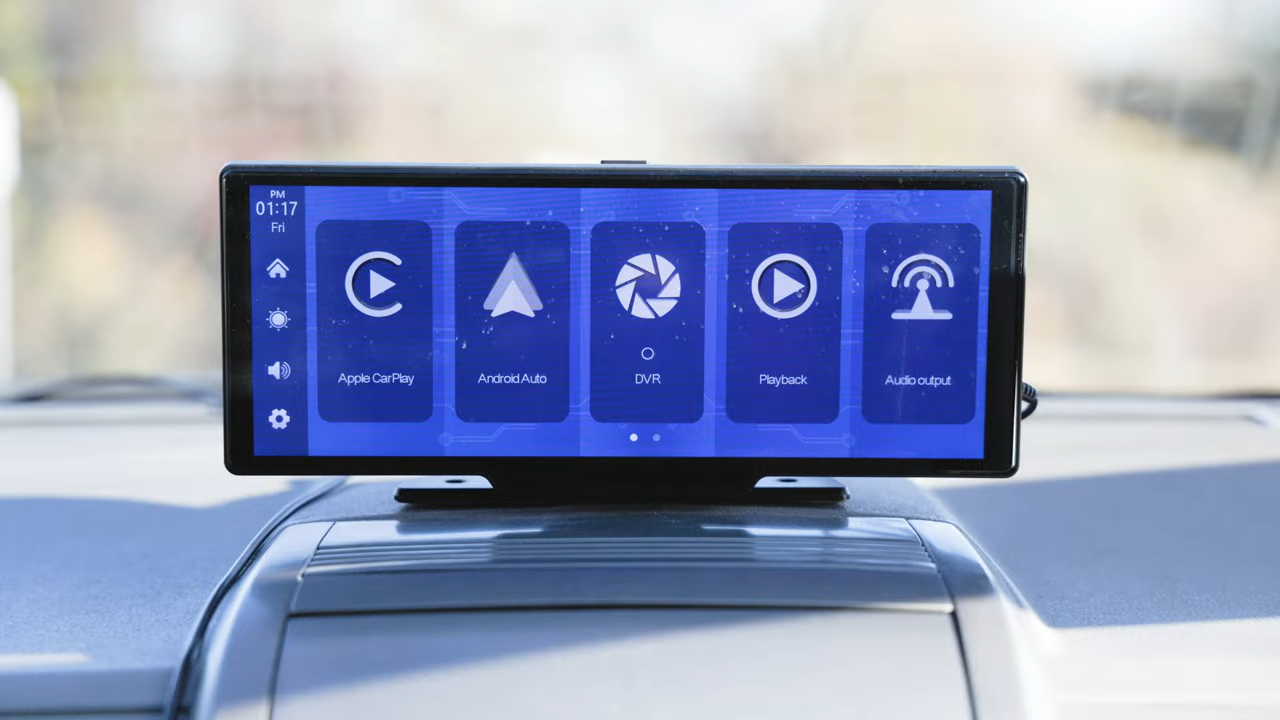 PM
01:17
Fri
Apple CarPlay
Android Auto
DVR
Playback
Audio output